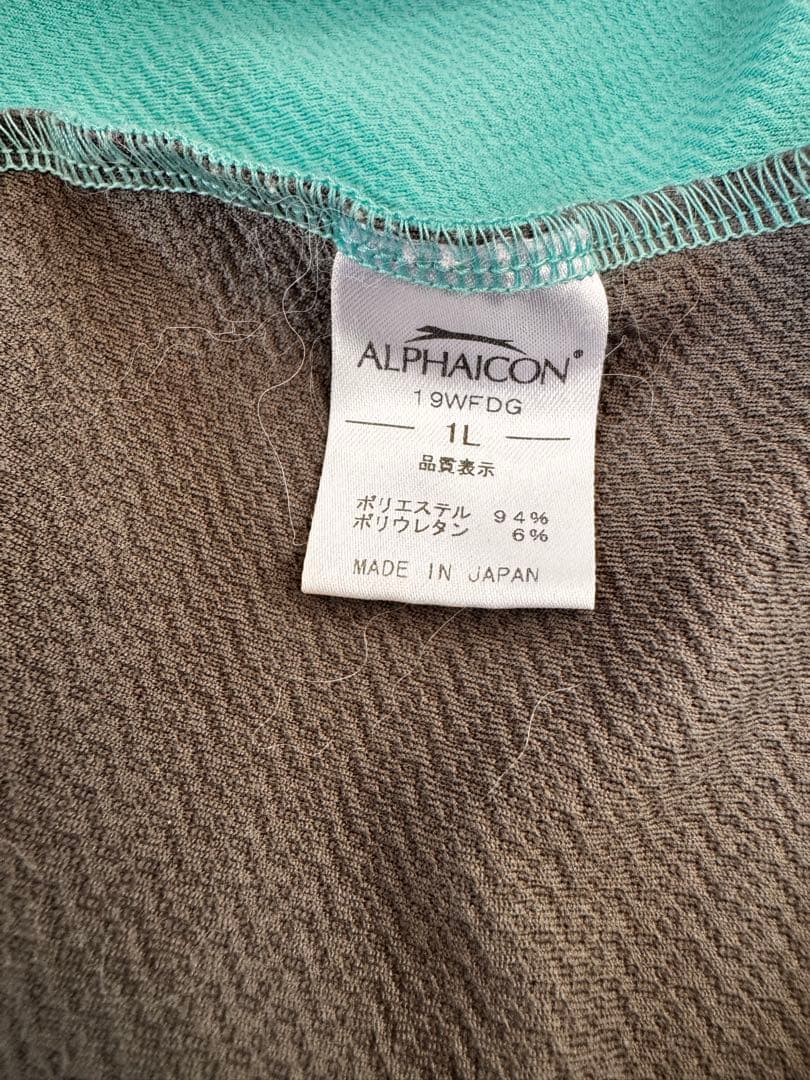 ALPHAICON®
19WFDG
1L
品質表示
ポリエステル 94%
ポリウレタン 6%
MADE IN JAPAN